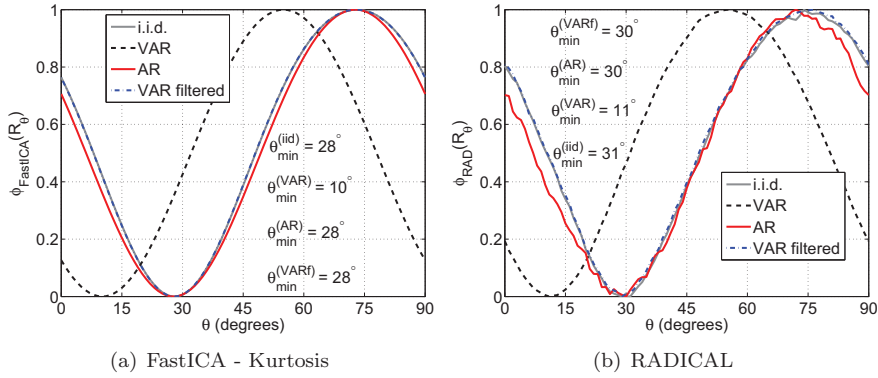 1
0.8
0.6
0.4
0.2
0
ϕFastICA(Rθ)
i.i.d.
VAR
AR
VAR filtered
θmin(iid) = 28°
θmin(VAR) = 10°
θmin(AR) = 28°
θmin(VARf) = 28°
0 15 30 45 60 75 90
θ (degrees)
(a) FastICA - Kurtosis
1
0.8
0.6
0.4
0.2
0
ϕRAD(Rθ)
θmin(VARf) = 30°
θmin(AR) = 30°
θmin(VAR) = 11°
θmin(iid) = 31°
i.i.d.
VAR
AR
VAR filtered
0 15 30 45 60 75 90
θ (degrees)
(b) RADICAL